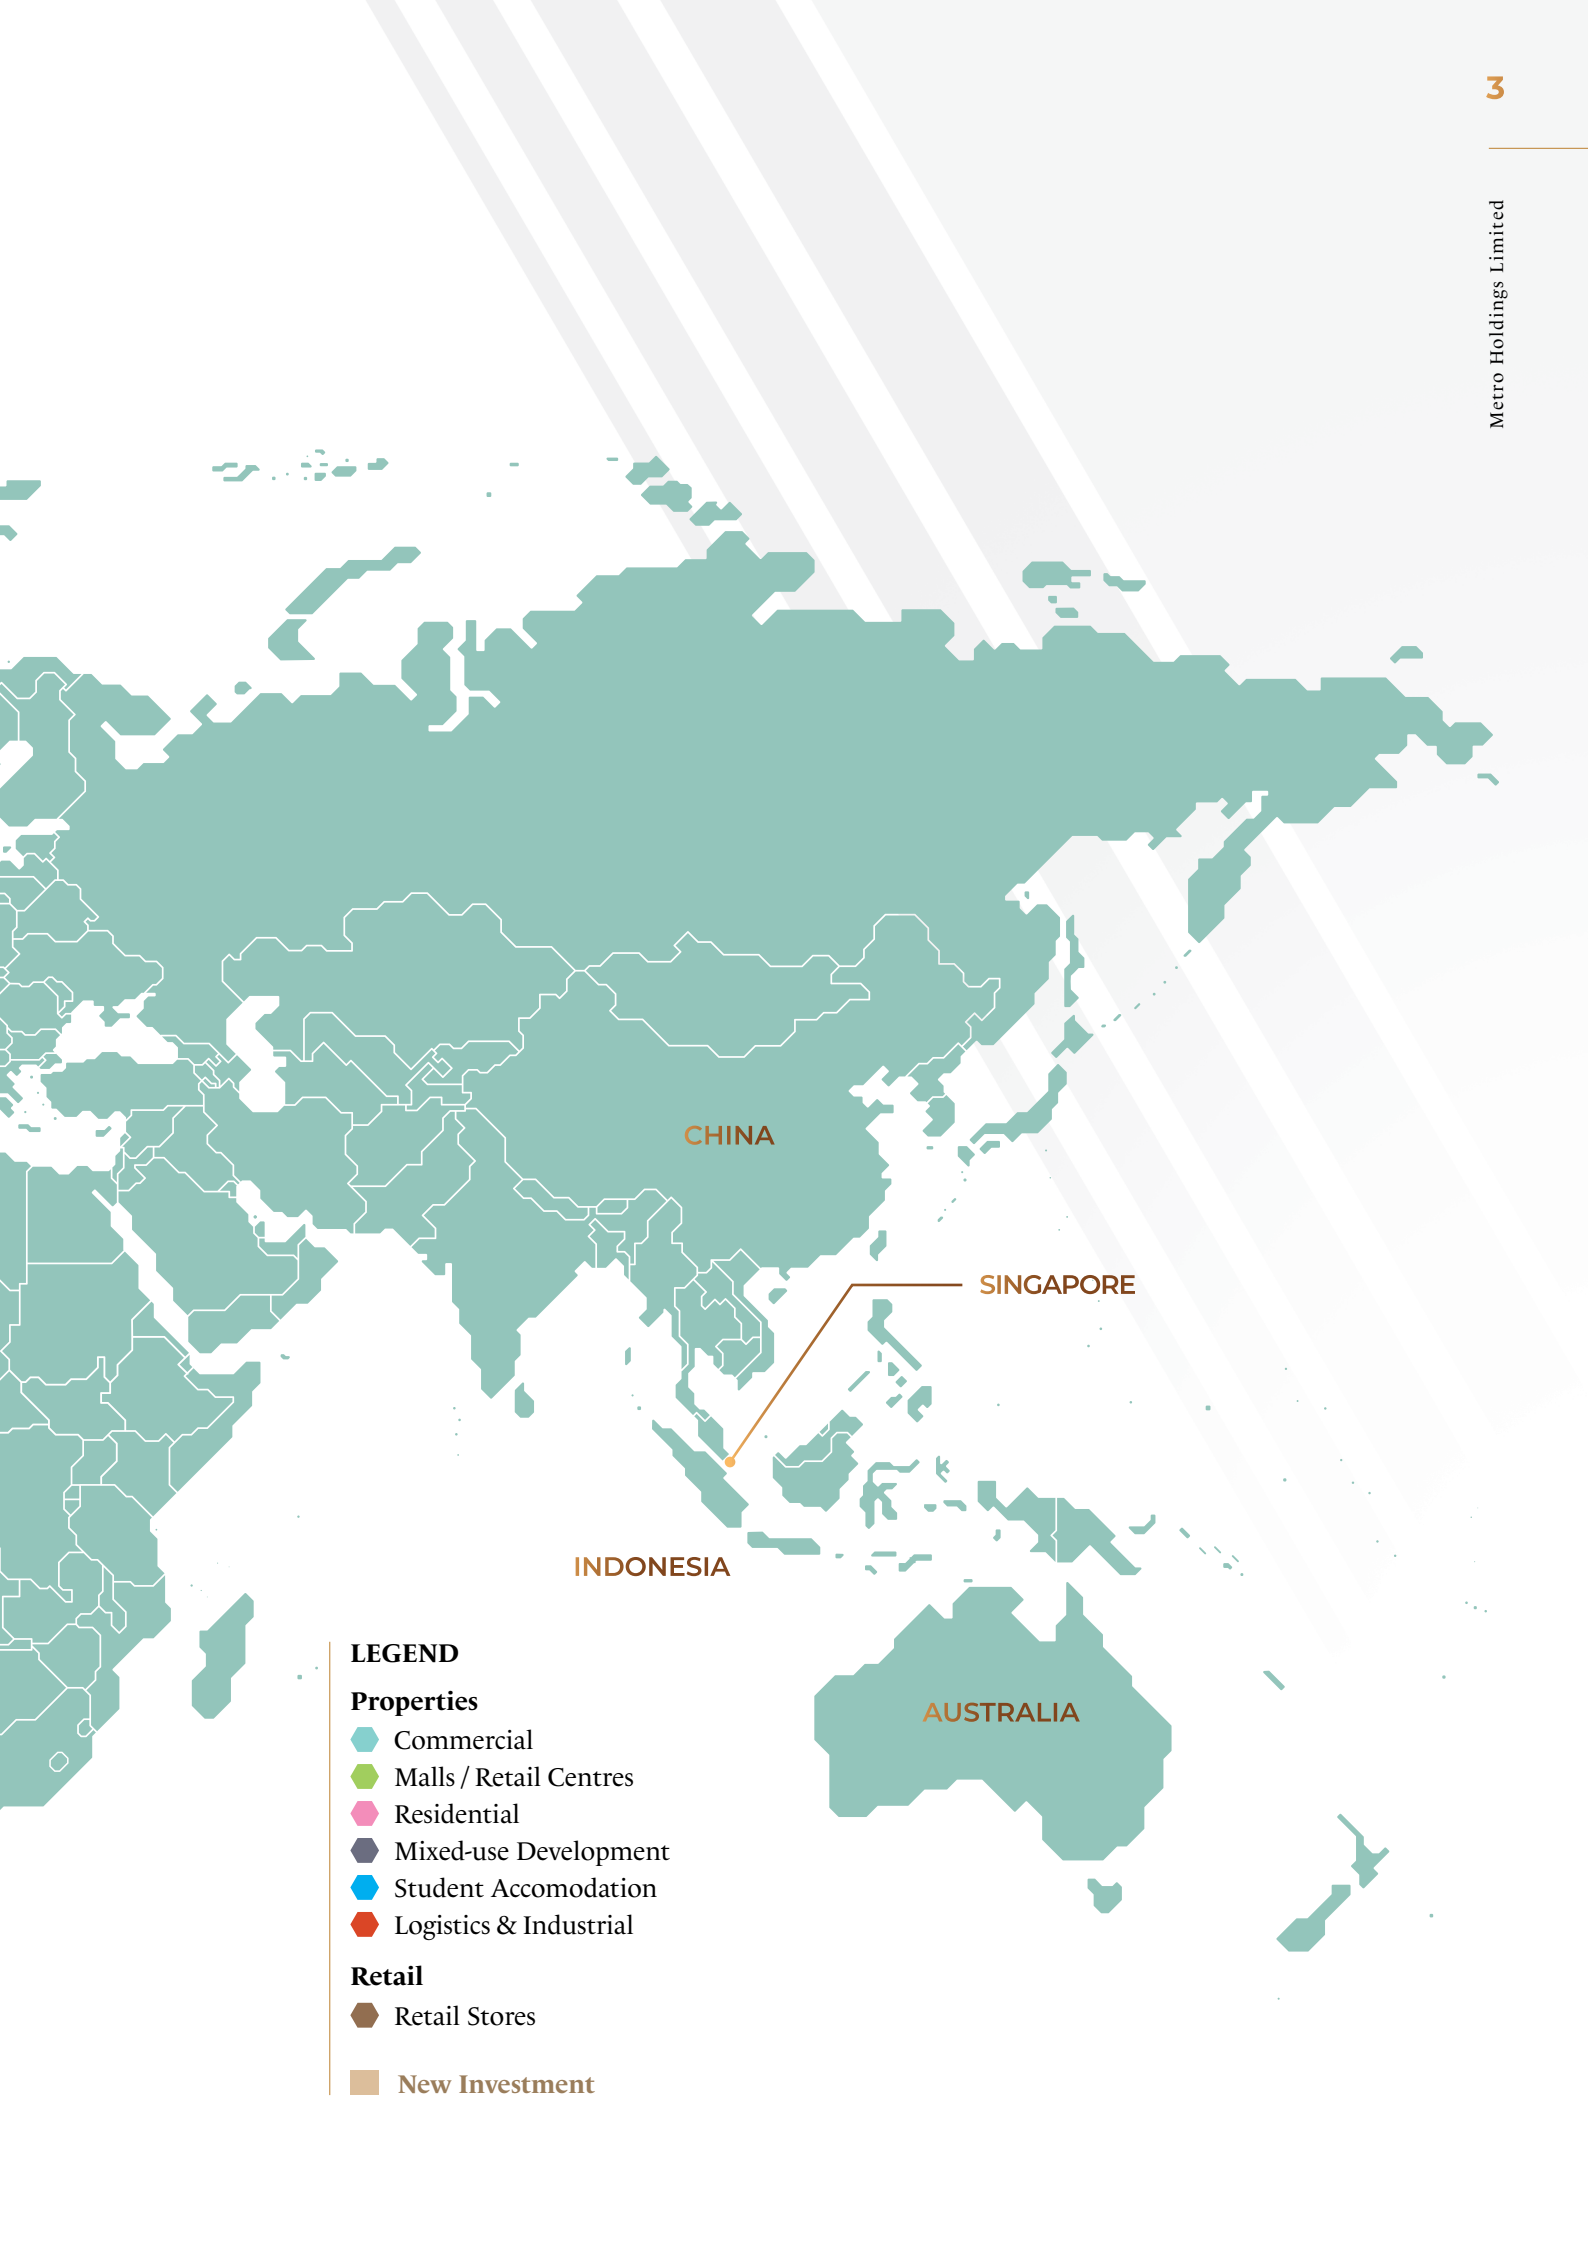 3
Metro Holdings Limited
CHINA
SINGAPORE
INDONESIA
AUSTRALIA
LEGEND
Properties
Commercial
Malls / Retail Centres
Residential
Mixed-use Development
Student Accomodation
Logistics & Industrial
Retail
Retail Stores
New Investment